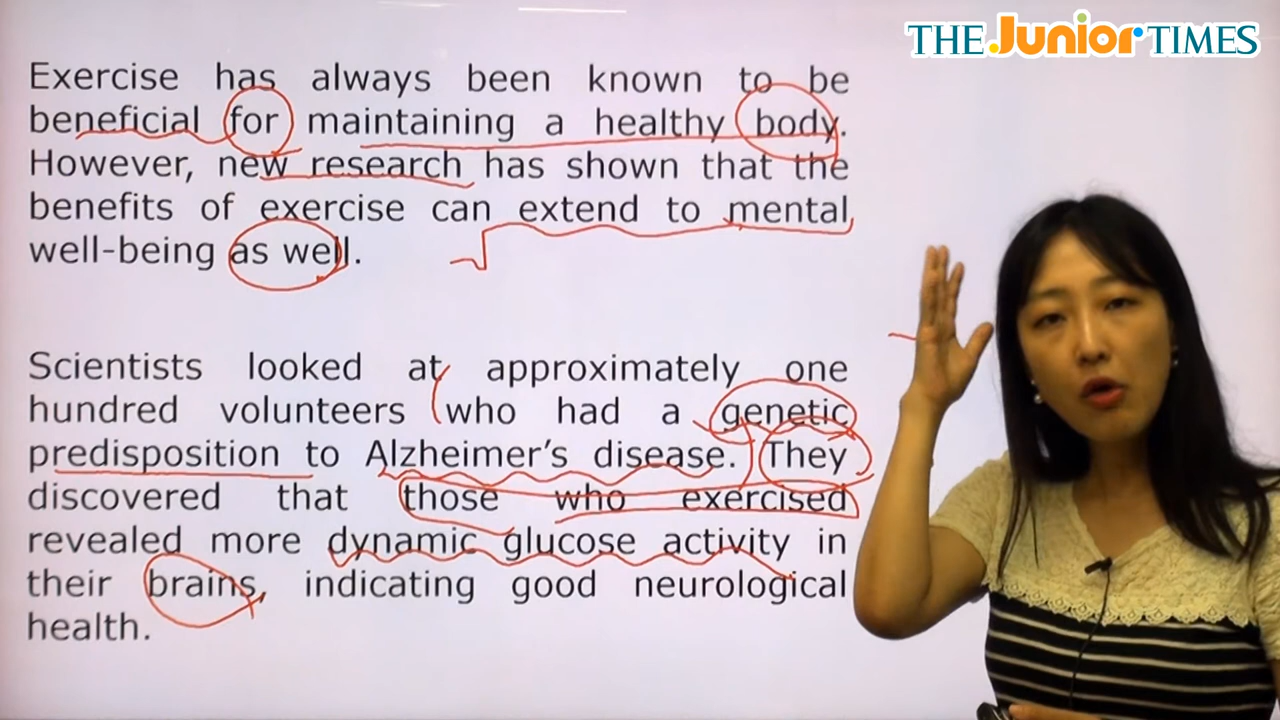 THE Junior TIMES
Exercise has always been known to be
beneficial for maintaining a healthy body.
However, new research has shown that the
benefits of exercise can extend to mental
well-being as well.
Scientists looked at approximately one
hundred volunteers who had a genetic
predisposition to Alzheimer's disease. They
discovered that those who exercised
revealed more dynamic glucose activity in
their brains, indicating good neurological
health.